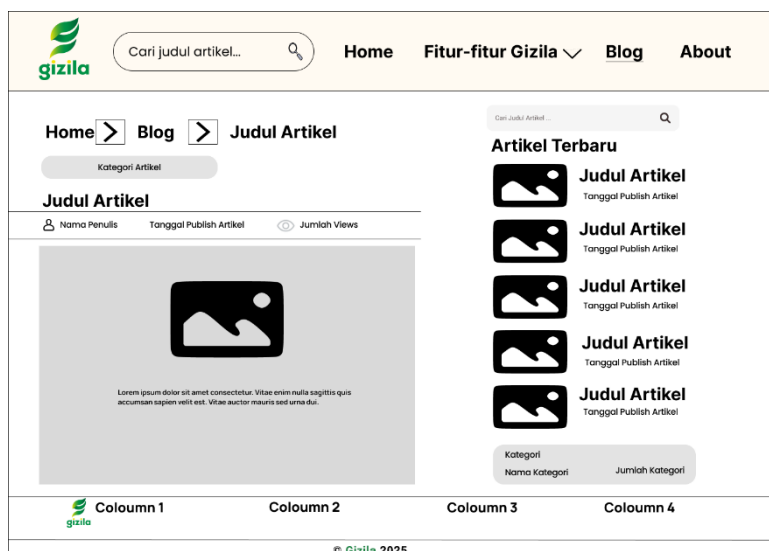 gizila
Cari judul artikel...
Home
Fitur-fitur Gizila
Blog
About
Home > Blog > Judul Artikel
Kategori Artikel
Judul Artikel
Nama Penulis
Tanggal Publish Artikel
Jumlah Views
Lorem ipsum dolor sit amet consectetur. Vitae enim nulla sagittis quis
accumsan sapien velit est. Vitae auctor mauris sed urna dui.
Cari Judul Artikel ...
Artikel Terbaru
Judul Artikel
Tanggal Publish Artikel
Judul Artikel
Tanggal Publish Artikel
Judul Artikel
Tanggal Publish Artikel
Judul Artikel
Tanggal Publish Artikel
Judul Artikel
Tanggal Publish Artikel
Kategori
Nama Kategori
Jumlah Kategori
gizila
Coloumn 1
Coloumn 2
Coloumn 3
Coloumn 4
© Gizila 2025